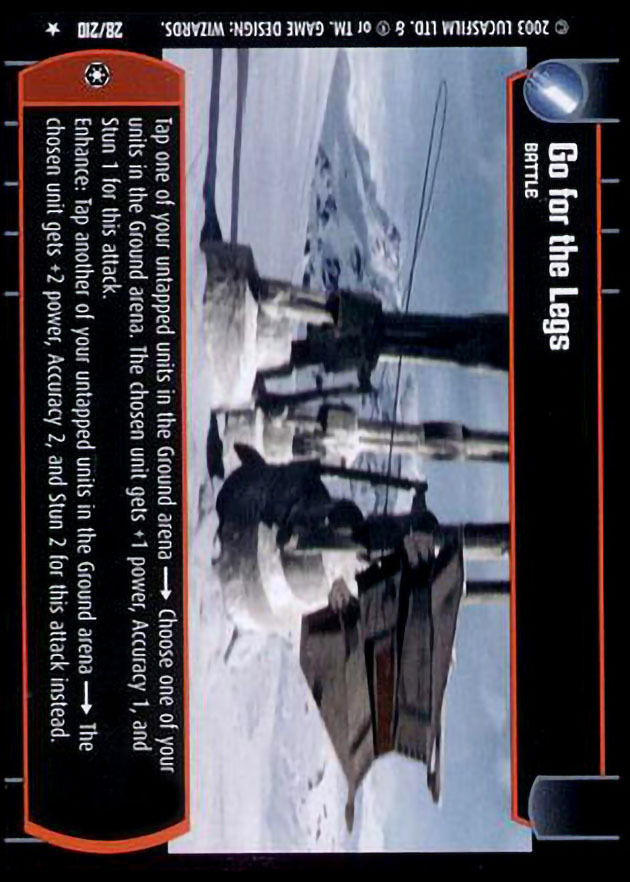 Go for the Legs
BATTLE
Tap one of your untapped units in the Ground arena → Choose one of your
units in the Ground arena. The chosen unit gets +1 power, Accuracy 1, and
Stun 1 for this attack.
Enhance: Tap another of your untapped units in the Ground arena → The
chosen unit gets +2 power, Accuracy 2, and Stun 2 for this attack instead.
© 2003 LUCASFILM LTD. & ® or TM. GAME DESIGN: WIZARDS.
28/210 ★